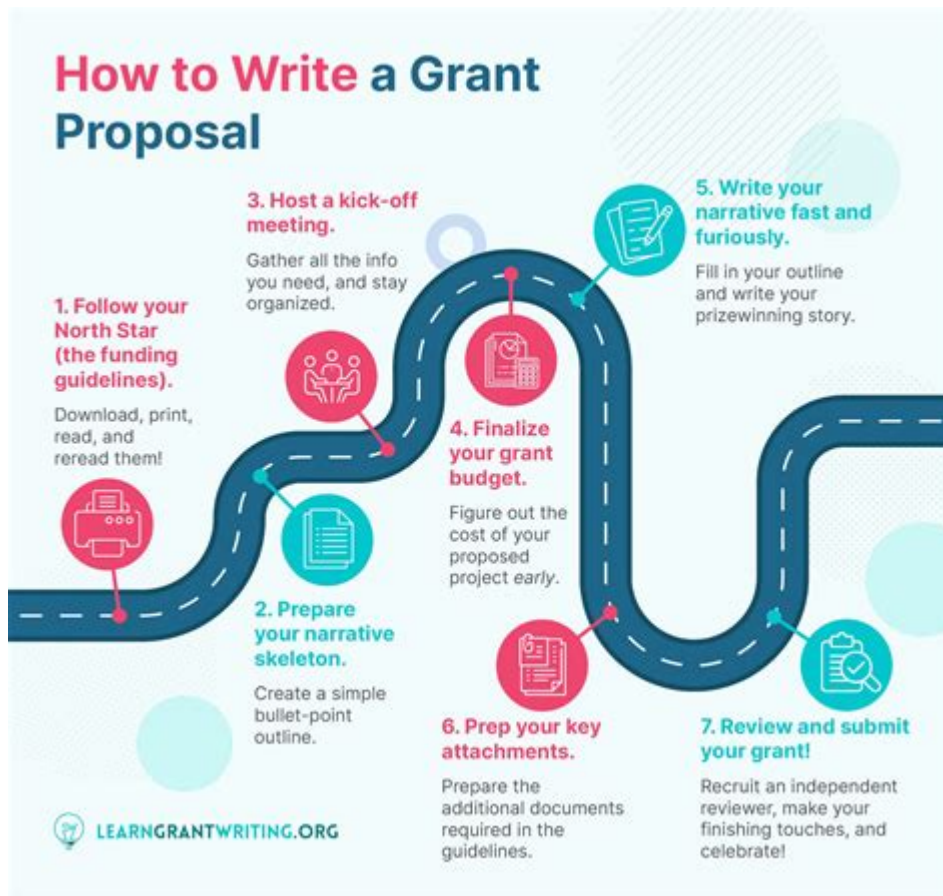 How to Write a Grant
Proposal
1. Follow your
North Star
(the funding
guidelines).
Download, print,
read, and
reread them!
2. Prepare
your narrative
skeleton.
Create a simple
bullet-point
outline.
3. Host a kick-off
meeting.
Gather all the info
you need, and stay
organized.
4. Finalize
your grant
budget.
Figure out the
cost of your
proposed
project early.
5. Write your
narrative fast and
furiously.
Fill in your outline
and write your
prizewinning story.
6. Prep your key
attachments.
Prepare the
additional documents
required in the
guidelines.
7. Review and submit
your grant!
Recruit an independent
reviewer, make your
finishing touches, and
celebrate!
LEARNGRANTWRITING.ORG